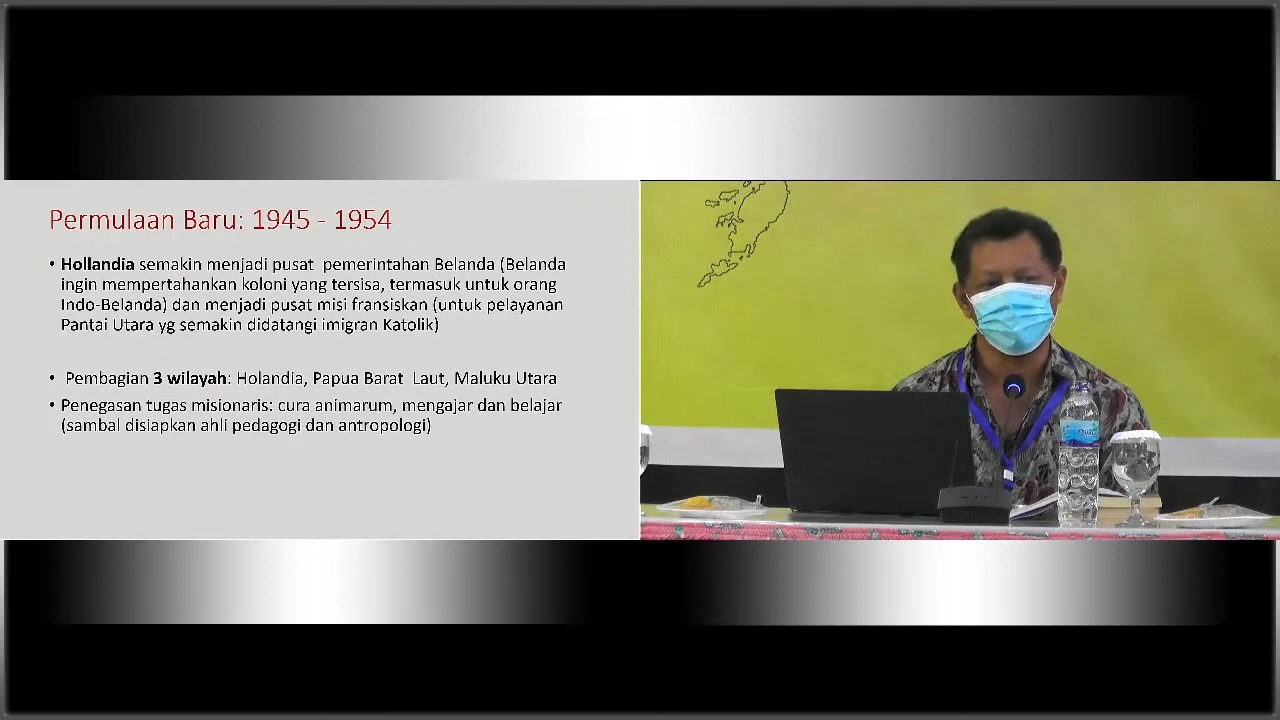 Permulaan Baru: 1945 - 1954
• Hollandia semakin menjadi pusat pemerintahan Belanda (Belanda
ingin mempertahankan koloni yang tersisa, termasuk untuk orang
Indo-Belanda) dan menjadi pusat misi fransiskan (untuk pelayanan
Pantai Utara yg semakin didatangi imigran Katolik)
• Pembagian 3 wilayah: Holandia, Papua Barat Laut, Maluku Utara
• Penegasan tugas misionaris: cura animarum, mengajar dan belajar
(sambal disiapkan ahli pedagogi dan antropologi)